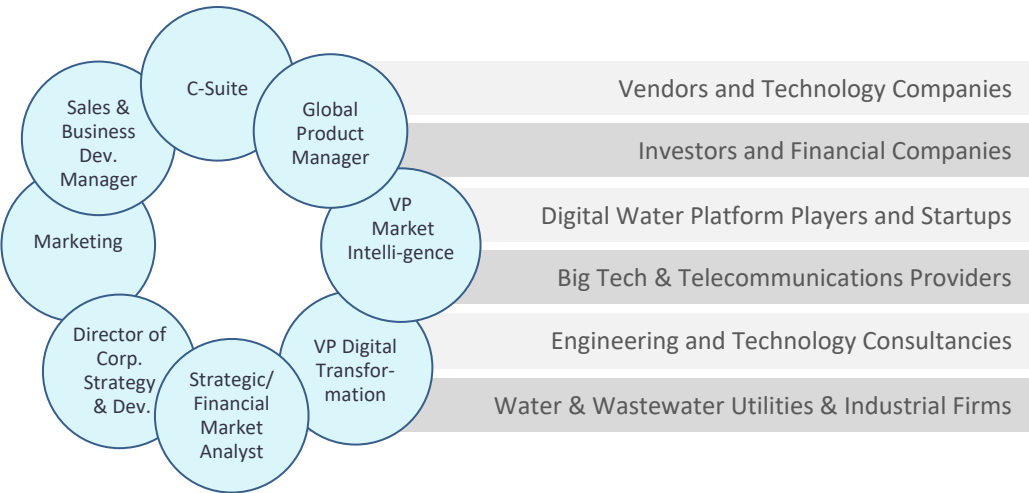 C-Suite
Global
Product
Manager
VP
Market
Intelli-gence
VP Digital
Transfor-
mation
Strategic/
Financial
Market
Analyst
Director of
Corp.
Strategy
& Dev.
Marketing
Sales &
Business
Dev.
Manager
Vendors and Technology Companies
Investors and Financial Companies
Digital Water Platform Players and Startups
Big Tech & Telecommunications Providers
Engineering and Technology Consultancies
Water & Wastewater Utilities & Industrial Firms